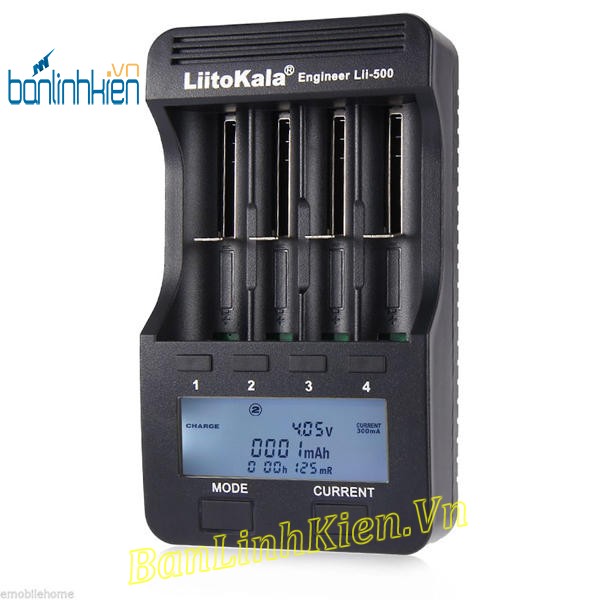 banlinhkien.vn
LiitoKala® Engineer Lii-500
1 2 3 4
②
CHARGE 4.05V CURRENT 300mA
0001mAh
0 00h 125mR
MODE CURRENT
BanLinhKien.Vn
emobilehome